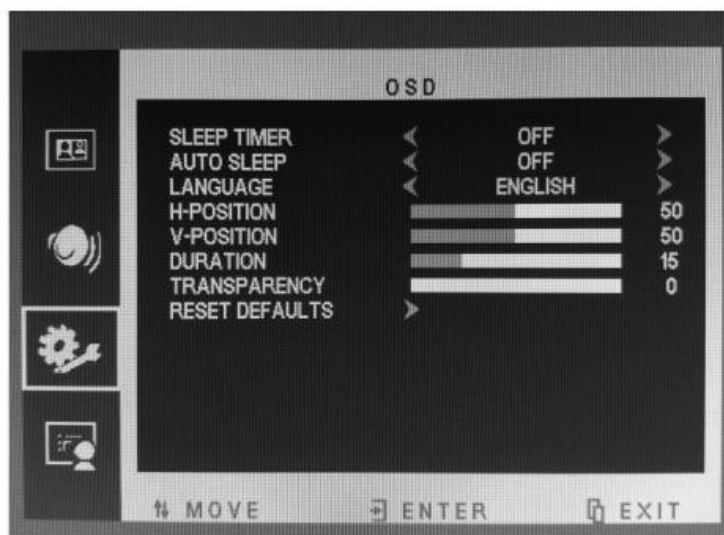 OSD
SLEEP TIMER OFF
AUTO SLEEP OFF
LANGUAGE ENGLISH
H-POSITION 50
V-POSITION 50
DURATION 15
TRANSPARENCY 0
RESET DEFAULTS
MOVE ENTER EXIT